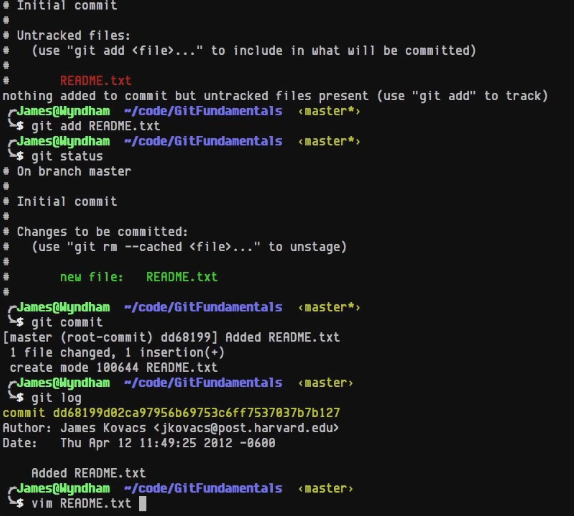 # Initial commit
#
# Untracked files:
#   (use "git add <file>..." to include in what will be committed)
#
#       README.txt
nothing added to commit but untracked files present (use "git add" to track)
╭James@Wyndham  ~/code/GitFundamentals  ‹master*›
╰$ git add README.txt
╭James@Wyndham  ~/code/GitFundamentals  ‹master*›
╰$ git status
# On branch master
#
# Initial commit
#
# Changes to be committed:
#   (use "git rm --cached <file>..." to unstage)
#
#       new file:   README.txt
#
╭James@Wyndham  ~/code/GitFundamentals  ‹master*›
╰$ git commit
[master (root-commit) dd68199] Added README.txt
 1 file changed, 1 insertion(+)
 create mode 100644 README.txt
╭James@Wyndham  ~/code/GitFundamentals  ‹master›
╰$ git log
commit dd68199d02ca97956b69753c6ff7537037b7b127
Author: James Kovacs <jkovacs@post.harvard.edu>
Date:   Thu Apr 12 11:49:25 2012 -0600

    Added README.txt
╭James@Wyndham  ~/code/GitFundamentals  ‹master›
╰$ vim README.txt